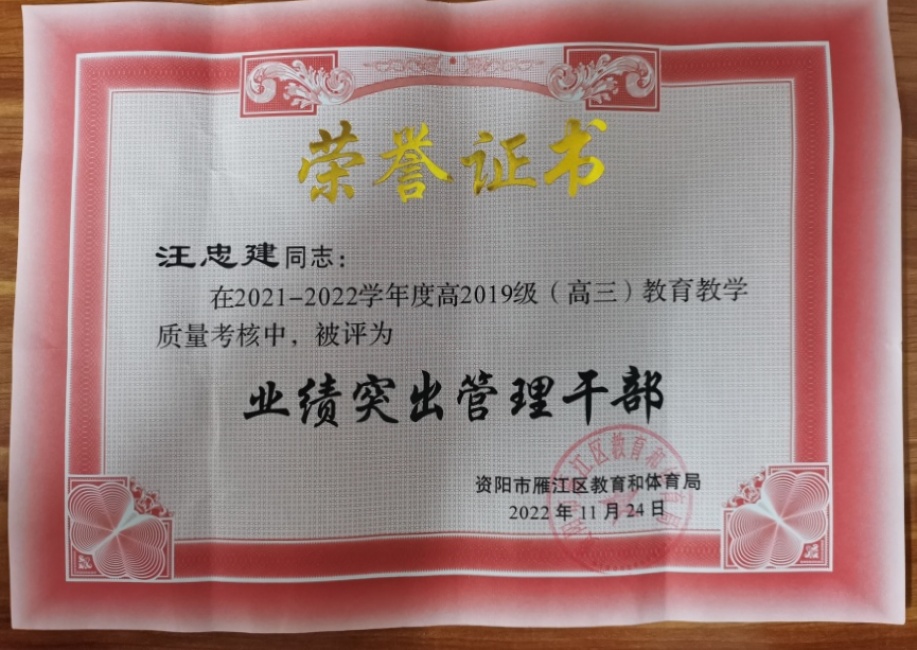 荣誉证书
汪忠建同志：
在2021-2022学年度高2019级（高三）教育教学
质量考核中，被评为
业绩突出管理干部
资阳市雁江区教育和体育局
2022年11月24日